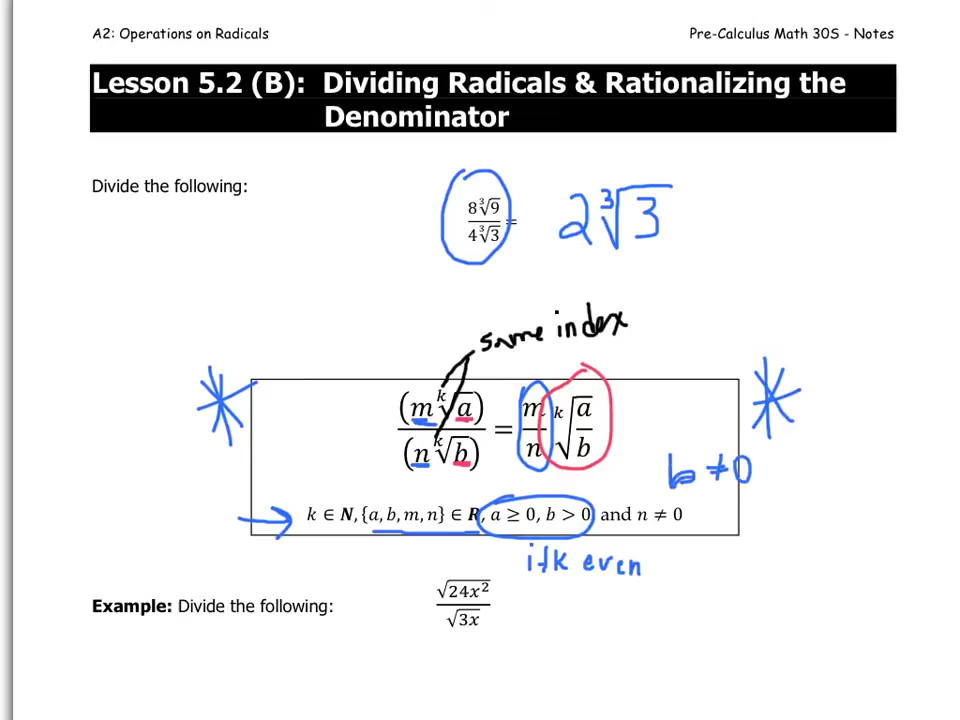 A2: Operations on Radicals Pre-Calculus Math 30S - Notes
Lesson 5.2 (B): Dividing Radicals & Rationalizing the
Denominator
Divide the following:
8∛9 / 4∛3 = 2∛3
same index
(m ᵏ√a) / (n ᵏ√b) = m/n ᵏ√(a/b)
b ≠ 0
k ∈ N, {a, b, m, n} ∈ R, a ≥ 0, b > 0, and n ≠ 0
if k even
Example: Divide the following: √24x² / √3x